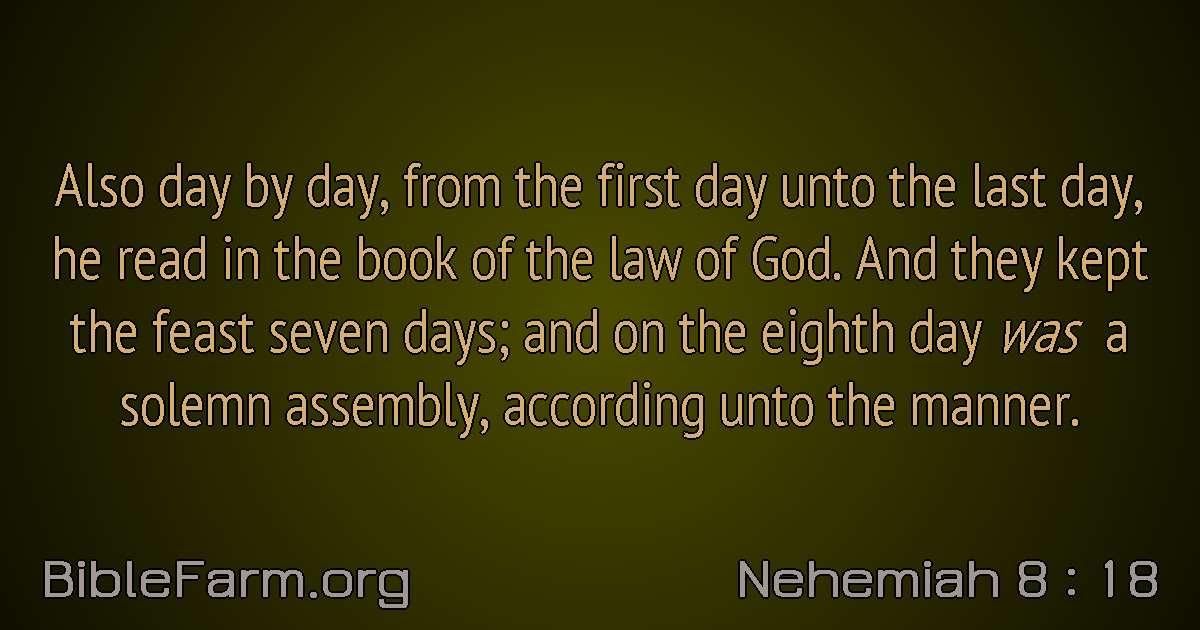 Also day by day, from the first day unto the last day,
he read in the book of the law of God. And they kept
the feast seven days; and on the eighth day was a
solemn assembly, according unto the manner.
BibleFarm.org
Nehemiah 8 : 18